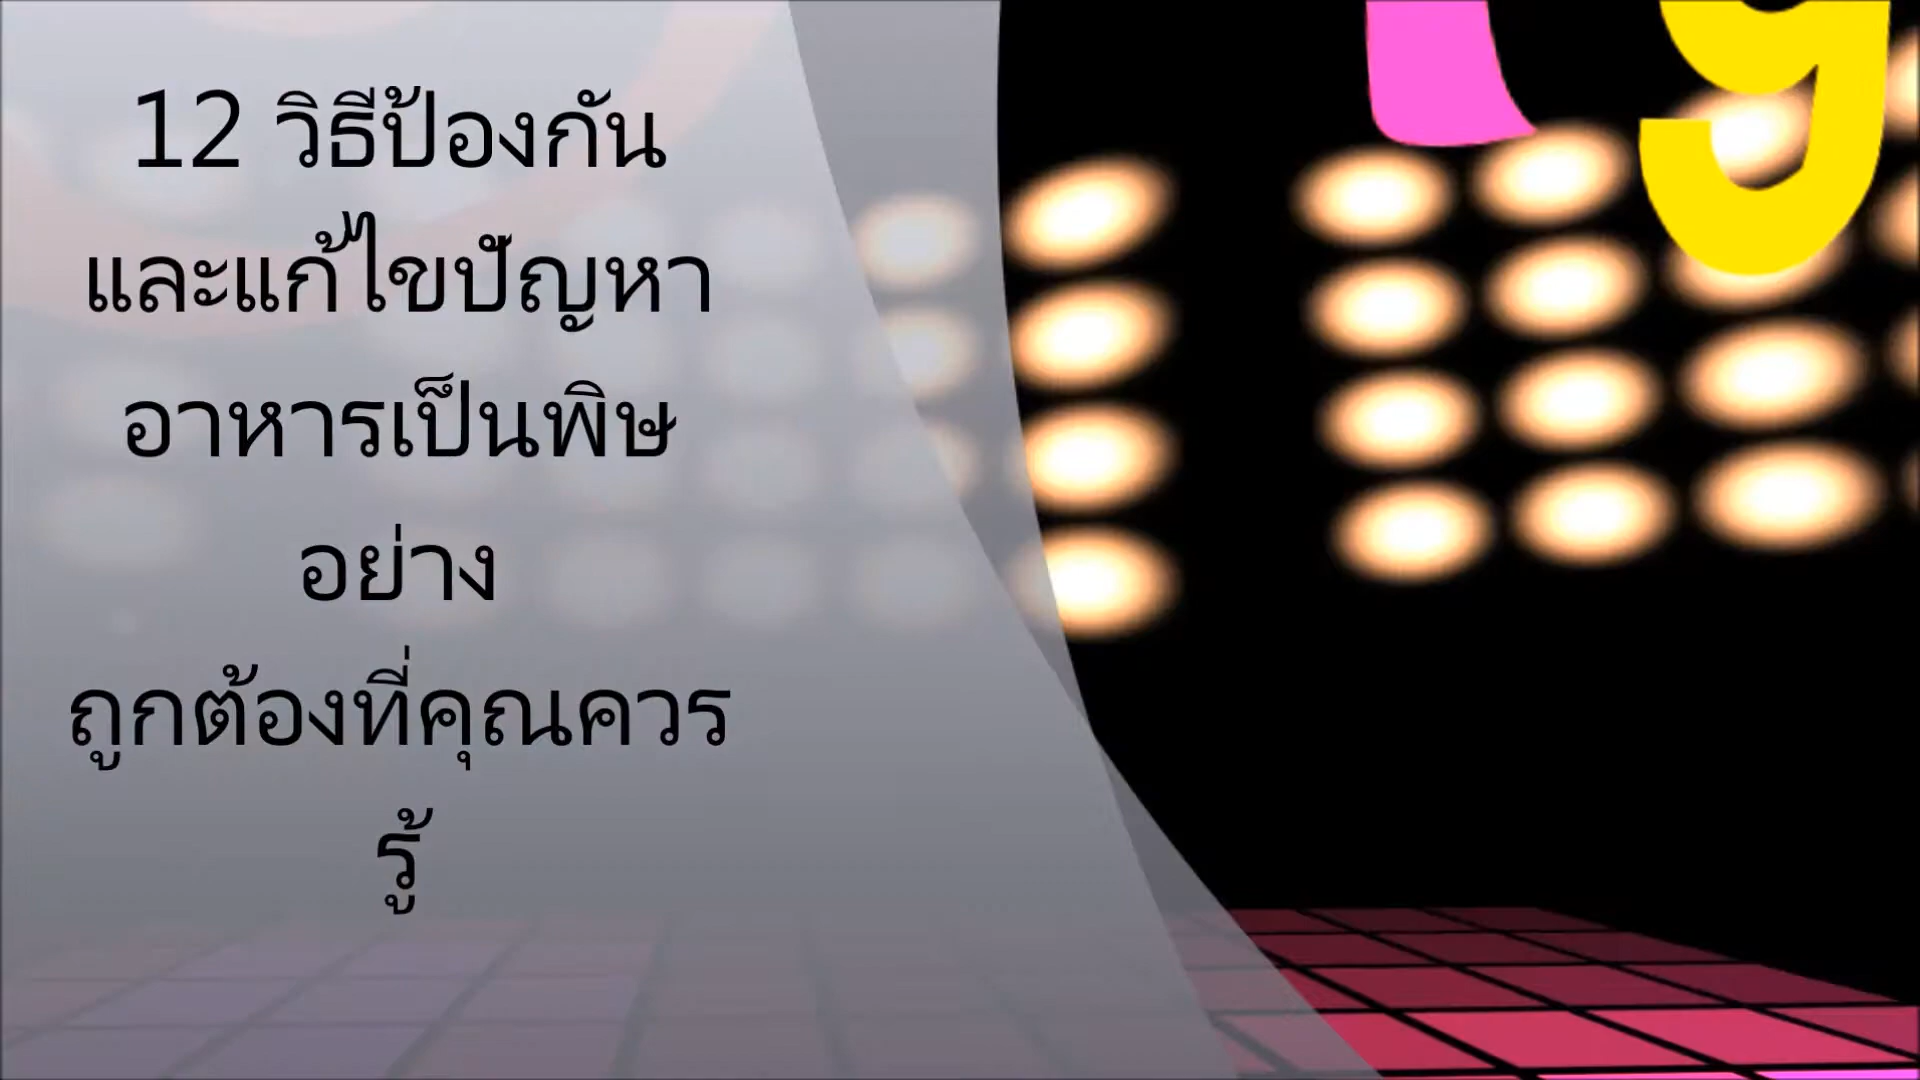 12 วิธีป้องกัน
และแก้ไขปัญหา
อาหารเป็นพิษ
อย่าง
ถูกต้องที่คุณควร
รู้